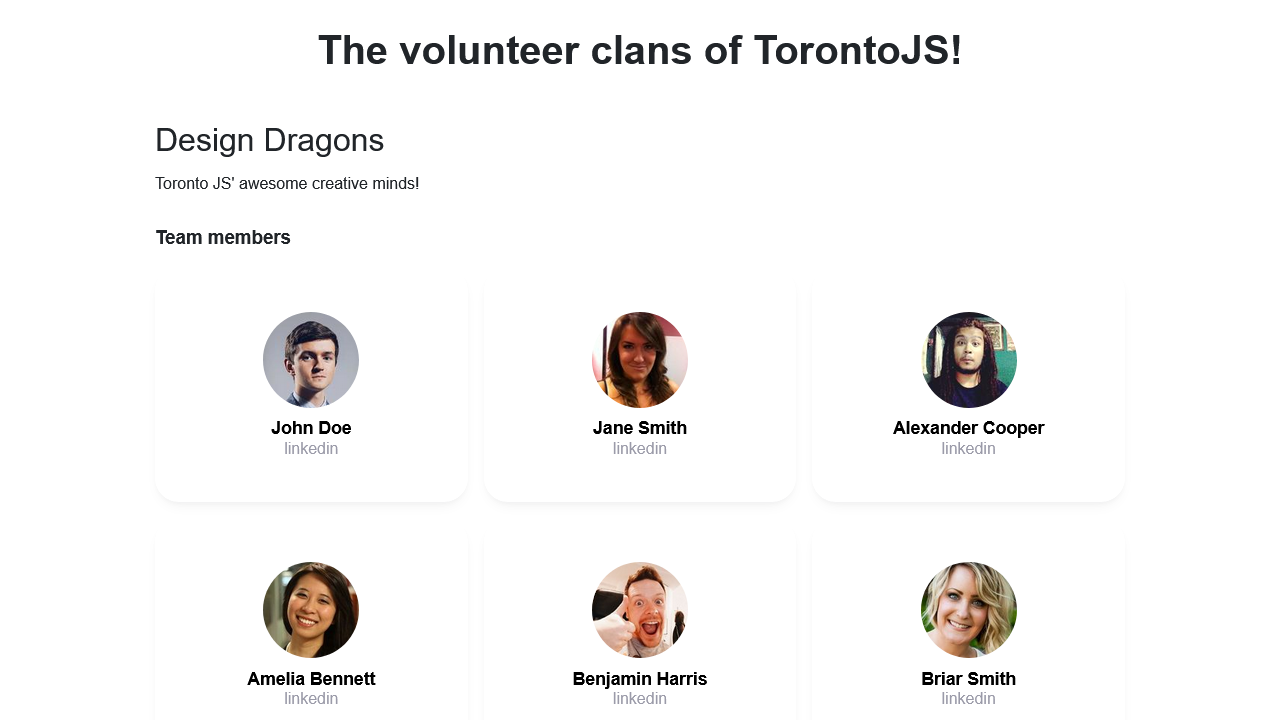 The volunteer clans of TorontoJS!
Design Dragons
Toronto JS' awesome creative minds!
Team members
John Doe
linkedin
Jane Smith
linkedin
Alexander Cooper
linkedin
Amelia Bennett
linkedin
Benjamin Harris
linkedin
Briar Smith
linkedin